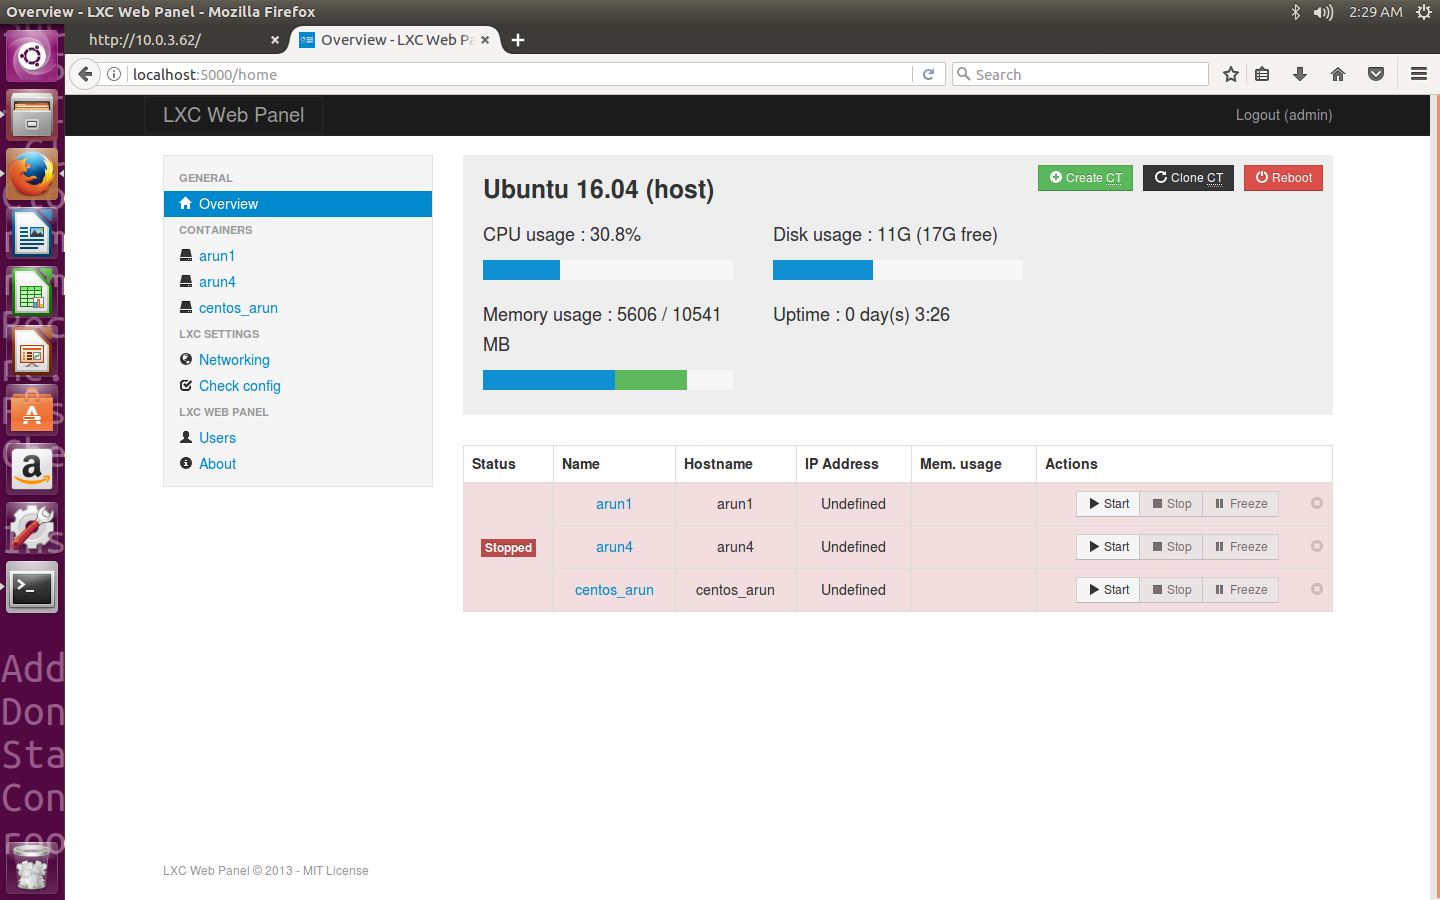 Overview - LXC Web Panel - Mozilla Firefox
2:29 AM
http://10.0.3.62/
Overview - LXC Web Pa
localhost:5000/home
Search
LXC Web Panel
Logout (admin)
GENERAL
Overview
CONTAINERS
arun1
arun4
centos_arun
LXC SETTINGS
Networking
Check config
LXC WEB PANEL
Users
About
Ubuntu 16.04 (host)
Create CT
Clone CT
Reboot
CPU usage : 30.8%
Disk usage : 11G (17G free)
Memory usage : 5606 / 10541
MB
Uptime : 0 day(s) 3:26
Status Name Hostname IP Address Mem. usage Actions
arun1 arun1 Undefined Start Stop Freeze
Stopped arun4 arun4 Undefined Start Stop Freeze
centos_arun centos_arun Undefined Start Stop Freeze
Add
Don
Sta
Con
roo
LXC Web Panel © 2013 - MIT License